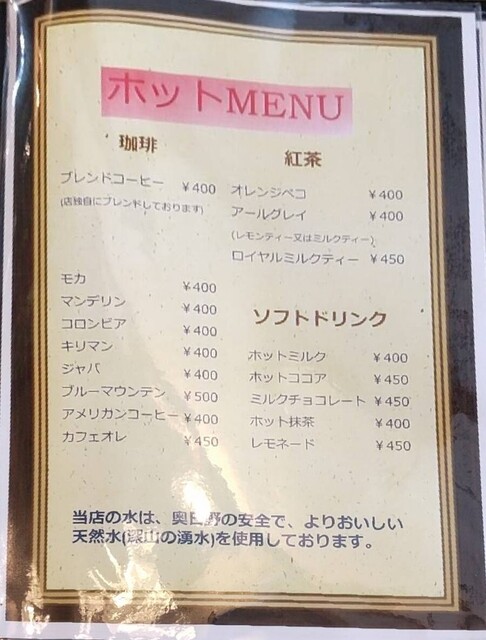 ホットMENU
珈琲
ブレンドコーヒー ￥400
(店独自にブレンドしております)
モカ ￥400
マンデリン ￥400
コロンビア ￥400
キリマン ￥400
ジャバ ￥400
ブルーマウンテン ￥500
アメリカンコーヒー ￥400
カフェオレ ￥450
紅茶
オレンジペコ ￥400
アールグレイ ￥400
(レモンティー又はミルクティー)
ロイヤルミルクティー ￥450
ソフトドリンク
ホットミルク ￥400
ホットココア ￥450
ミルクチョコレート ￥450
ホット抹茶 ￥400
レモネード ￥450
当店の水は、奥日野の安全で、よりおいしい
天然水(深山の湧水)を使用しております。